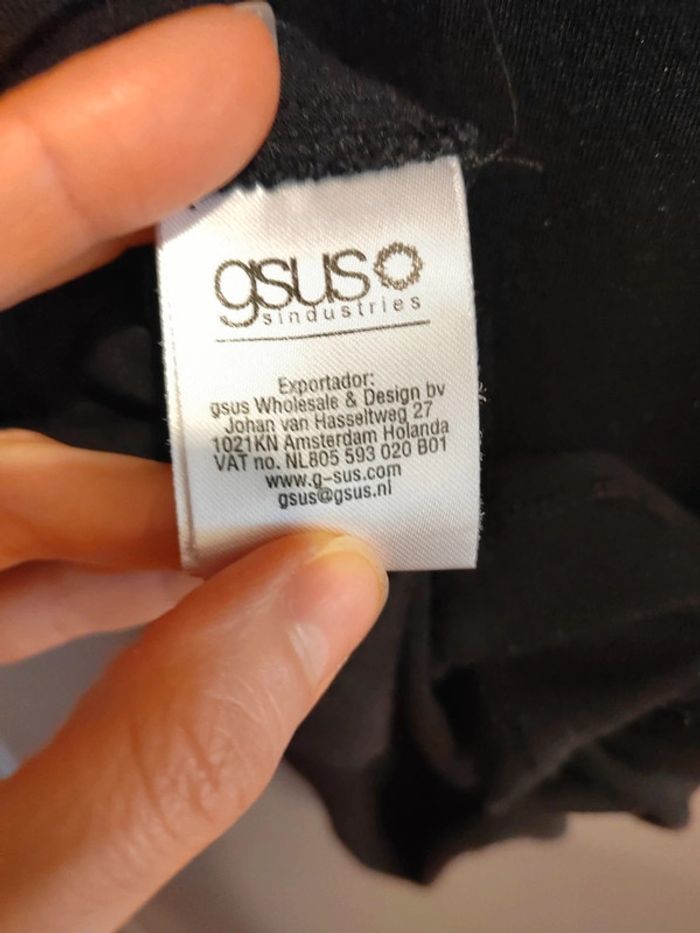 gsus
sindustries
Exportador:
gsus Wholesale & Design bv
Johan van Hasseltweg 27
1021KN Amsterdam Holanda
VAT no. NL805 593 020 B01
www.g-sus.com
gsus@gsus.nl